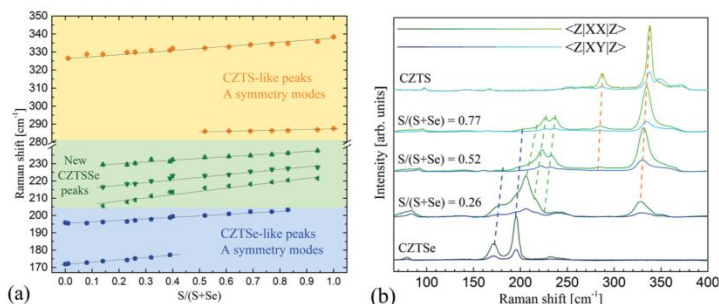 350
340
330
320
310
300
290
280
230
220
210
200
190
180
170
Raman shift [cm⁻¹]
CZTS-like peaks
A symmetry modes
New
CZTSSe
peaks
CZTSe-like peaks
A symmetry modes
0.0 0.1 0.2 0.3 0.4 0.5 0.6 0.7 0.8 0.9 1.0
S/(S+Se)
(a)
<Z|XX|Z>
<Z|XY|Z>
CZTS
S/(S+Se) = 0.77
S/(S+Se) = 0.52
S/(S+Se) = 0.26
CZTSe
Intensity [arb. units]
100 150 200 250 300 350 400
Raman shift [cm⁻¹]
(b)